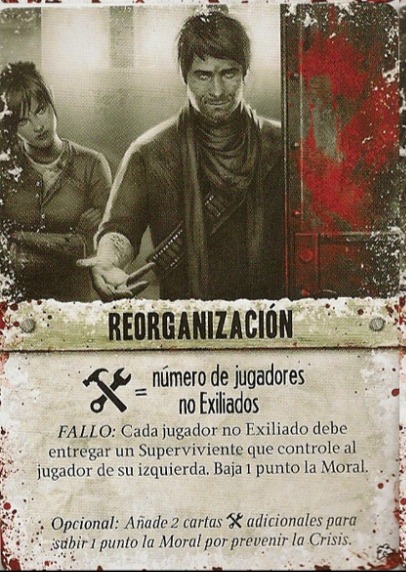 REORGANIZACIÓN
= número de jugadores
no Exiliados
FALLO: Cada jugador no Exiliado debe
entregar un Superviviente que controle al
jugador de su izquierda. Baja 1 punto la Moral.
Opcional: Añade 2 cartas adicionales para
subir 1 punto la Moral por prevenir la Crisis.